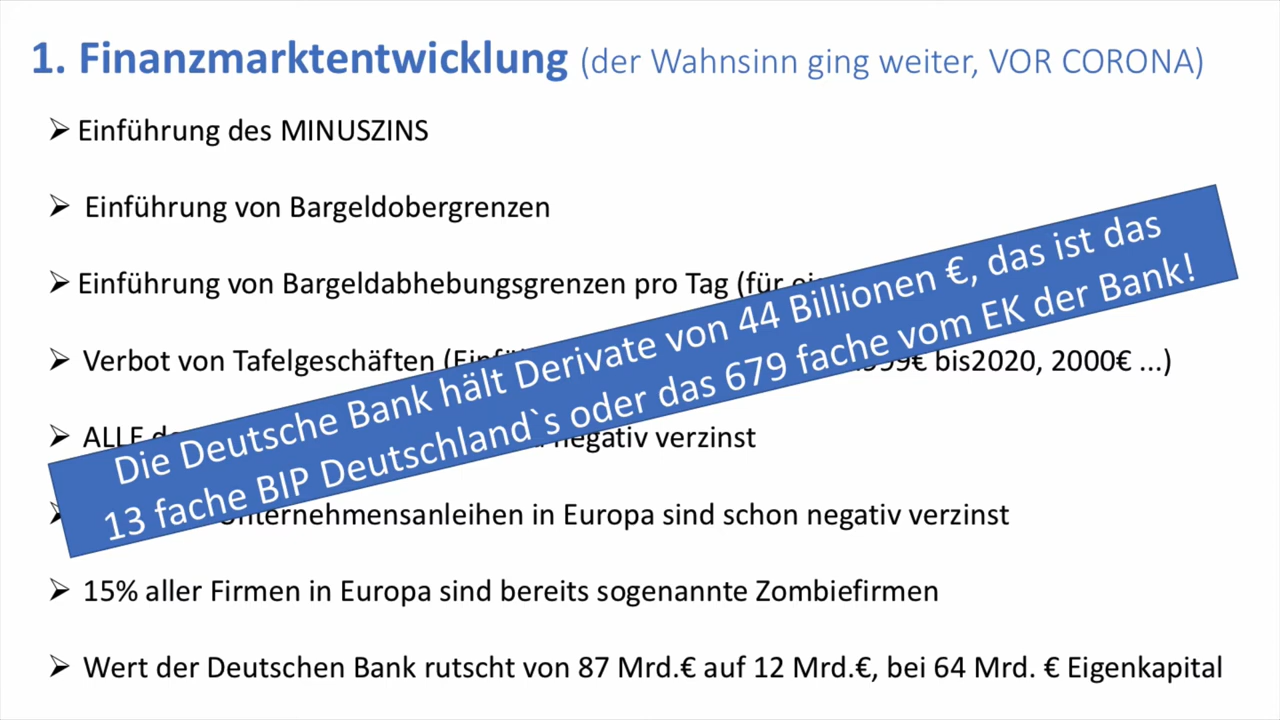 1. Finanzmarktentwicklung (der Wahnsinn ging weiter, VOR CORONA)
Einführung des MINUSZINS
Einführung von Bargeldobergrenzen
Einführung von Bargeldabhebungsgrenzen pro Tag (für
Verbot von Tafelgeschäften ( bis2020, 2000€ ...)
ALLE negativ verzinst
Unternehmensanleihen in Europa sind schon negativ verzinst
Die Deutsche Bank hält Derivate von 44 Billionen €, das ist das
13 fache BIP Deutschland`s oder das 679 fache vom EK der Bank!
15% aller Firmen in Europa sind bereits sogenannte Zombiefirmen
Wert der Deutschen Bank rutscht von 87 Mrd.€ auf 12 Mrd.€, bei 64 Mrd. € Eigenkapital